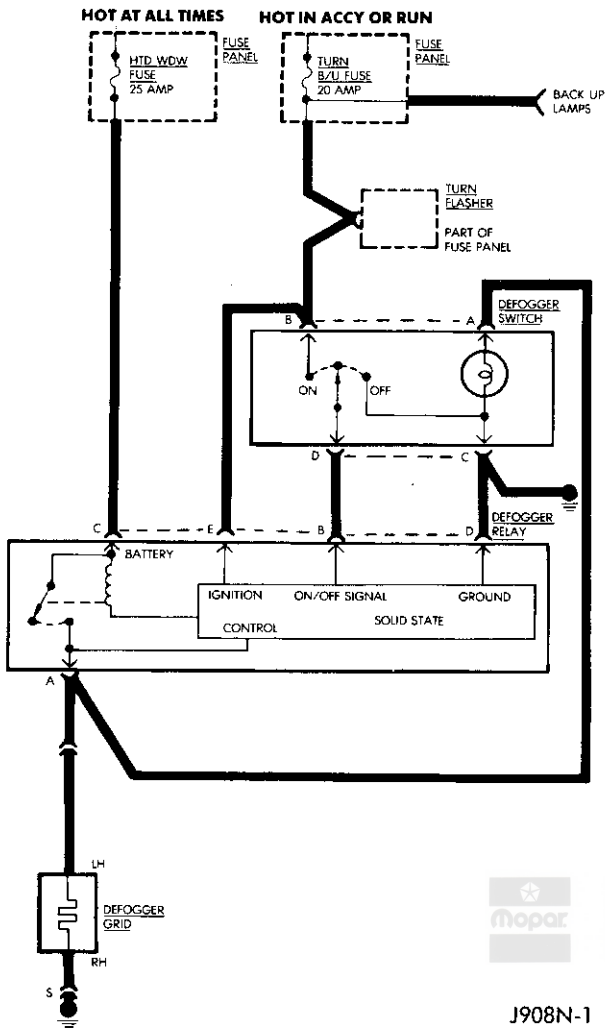 HOT AT ALL TIMES
HOT IN ACCY OR RUN
HTD WDW
FUSE
25 AMP
FUSE
PANEL
TURN
B/U FUSE
20 AMP
FUSE
PANEL
BACK UP
LAMPS
TURN
FLASHER
PART OF
FUSE PANEL
B
A
DEFOGGER
SWITCH
ON
OFF
D
C
C
E
B
D
DEFOGGER
RELAY
BATTERY
IGNITION
ON/OFF SIGNAL
GROUND
SOLID STATE
CONTROL
A
LH
DEFOGGER
GRID
RH
S
Mopar
J908N-1